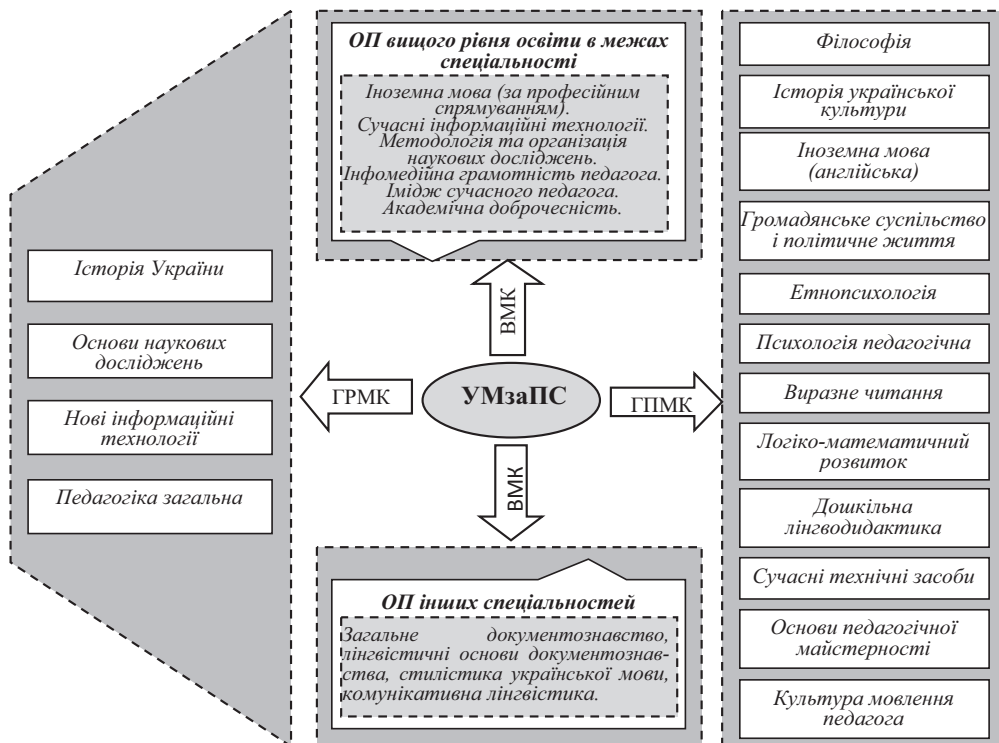 ОП вищого рівня освіти в межах
спеціальності
Іноземна мова (за професійним
спрямуванням).
Сучасні інформаційні технології.
Методологія та організація
наукових досліджень.
Інфомедійна грамотність педагога.
Імідж сучасного педагога.
Академічна доброчесність.
Історія України
Основи наукових
досліджень
Нові інформаційні
технології
Педагогіка загальна
ВМК
ГРМК
УМзаПС
ГПМК
ВМК
ОП інших спеціальностей
Загальне документознавство,
лінгвістичні основи документознав-
ства, стилістика української мови,
комунікативна лінгвістика.
Філософія
Історія української
культури
Іноземна мова
(англійська)
Громадянське суспільство
і політичне життя
Етнопсихологія
Психологія педагогічна
Виразне читання
Логіко-математичний
розвиток
Дошкільна
лінгводидактика
Сучасні технічні засоби
Основи педагогічної
майстерності
Культура мовлення
педагога